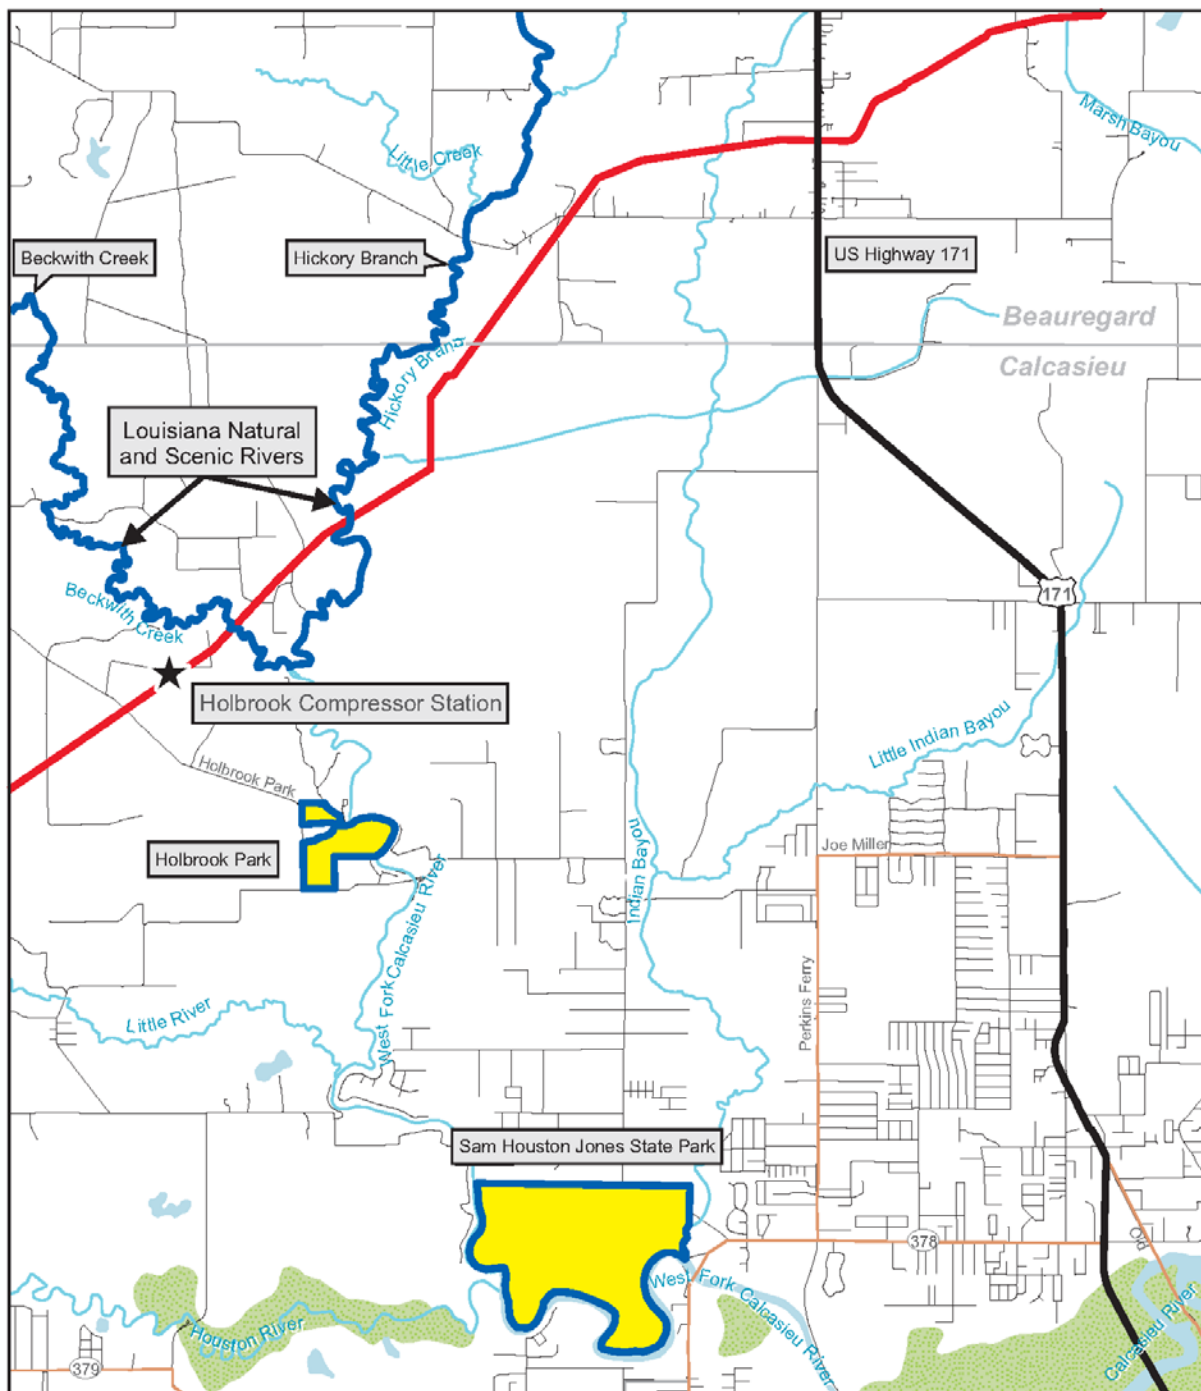 Marsh Bayou
Little Creek
Beckwith Creek
Hickory Branch
US Highway 171
Beauregard
Calcasieu
Hickory Branc
Louisiana Natural
and Scenic Rivers
171
Beckwith Creek
Holbrook Compressor Station
Little Indian Bayou
Holbrook Park
Joe Miller
Holbrook Park
Indian Bayou
West Fork Calcasieu River
Perkins Ferry
Little River
Sam Houston Jones State Park
378
Old
West Fork Calcasieu River
Houston River
Calcasieu River
379